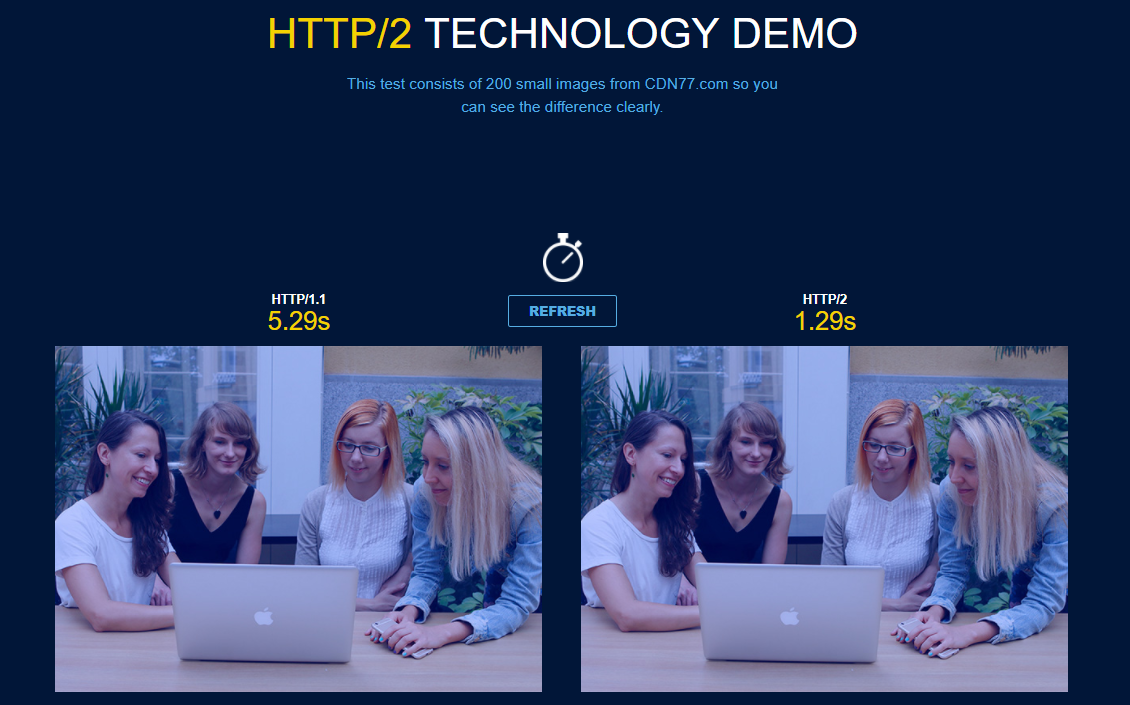 HTTP/2 TECHNOLOGY DEMO
This test consists of 200 small images from CDN77.com so you
can see the difference clearly.
HTTP/1.1
5.29s
REFRESH
HTTP/2
1.29s